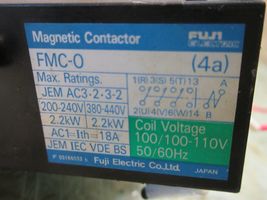 Magnetic Contactor
FUJI ELECTRIC
FMC-0 (4a)
Max. Ratings.
JEM AC3-2-3-2
200-240V 380-440V
2.2kW 2.2kW
AC1-Ith=18A
JEM IEC VDE BS
1(R) 3(S) 5(T) 13 A
2(U) 4(V) 6(W) 14 B
Coil Voltage
100/100-110V
50/60Hz
Fuji Electric Co.,Ltd.
JAPAN